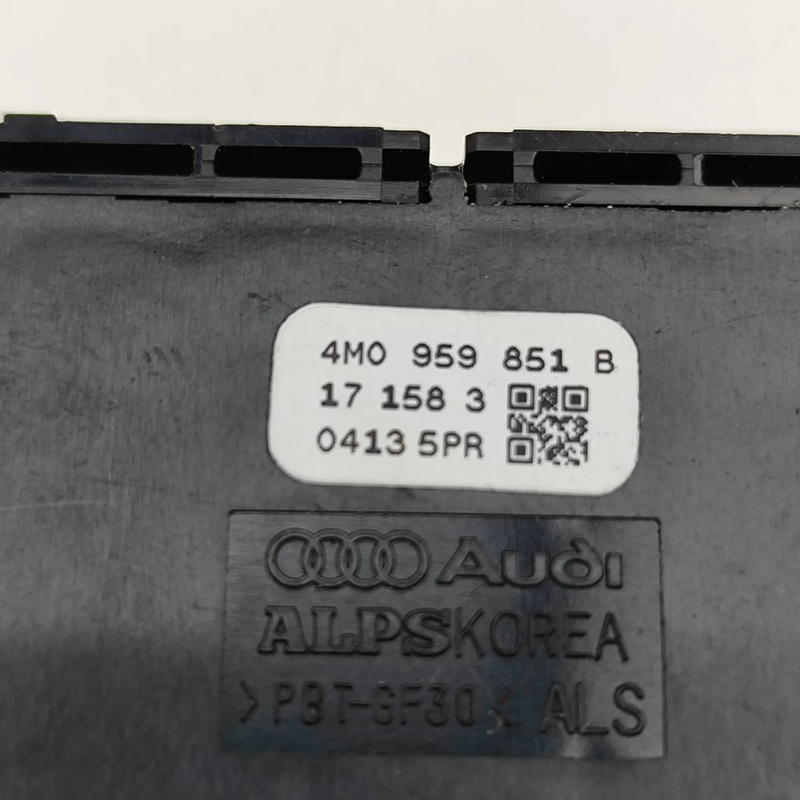 4M0 959 851 B
17 158 3
0413 5PR
Audi
ALPSKOREA
>PBT-GF30< ALS